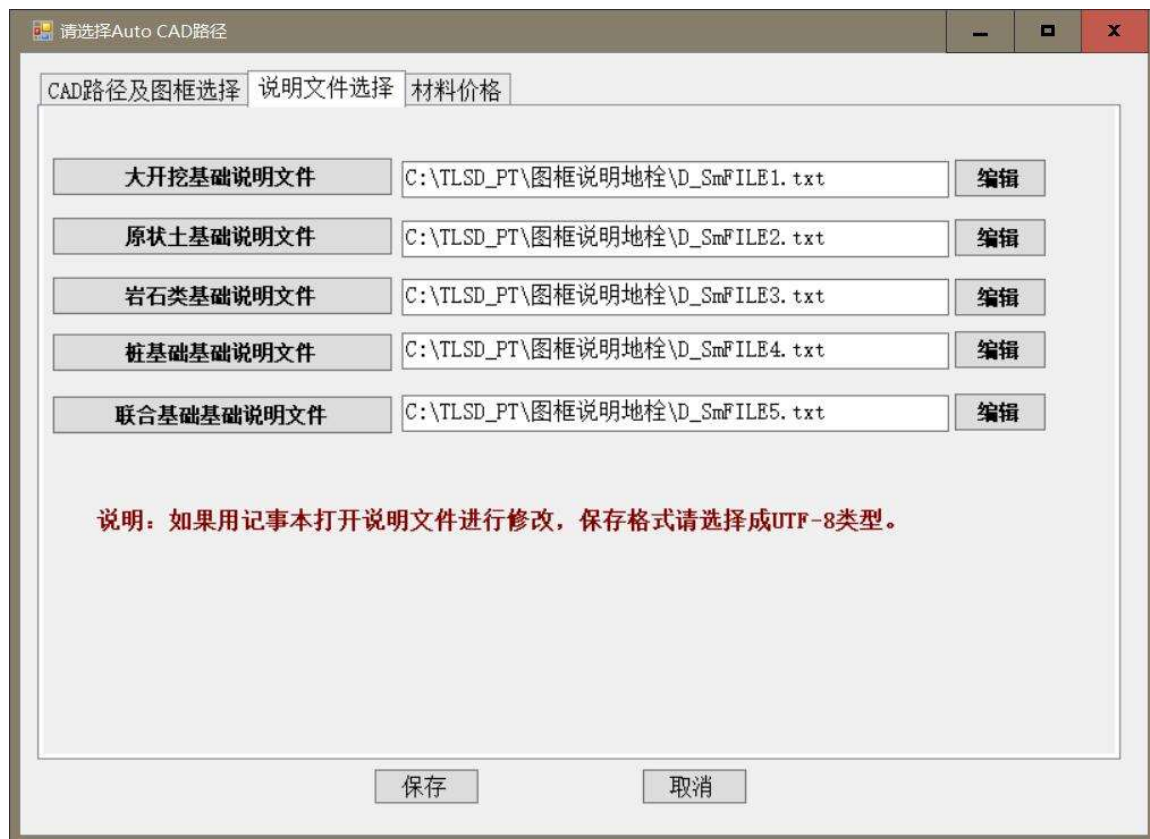 请选择Auto CAD路径
CAD路径及图框选择 说明文件选择 材料价格
大开挖基础说明文件 C:\TLSD_PT\图框说明地栓\D_SmFILE1.txt 编辑
原状土基础说明文件 C:\TLSD_PT\图框说明地栓\D_SmFILE2.txt 编辑
岩石类基础说明文件 C:\TLSD_PT\图框说明地栓\D_SmFILE3.txt 编辑
桩基础基础说明文件 C:\TLSD_PT\图框说明地栓\D_SmFILE4.txt 编辑
联合基础基础说明文件 C:\TLSD_PT\图框说明地栓\D_SmFILE5.txt 编辑
说明：如果用记事本打开说明文件进行修改，保存格式请选择成UTF-8类型。
保存 取消